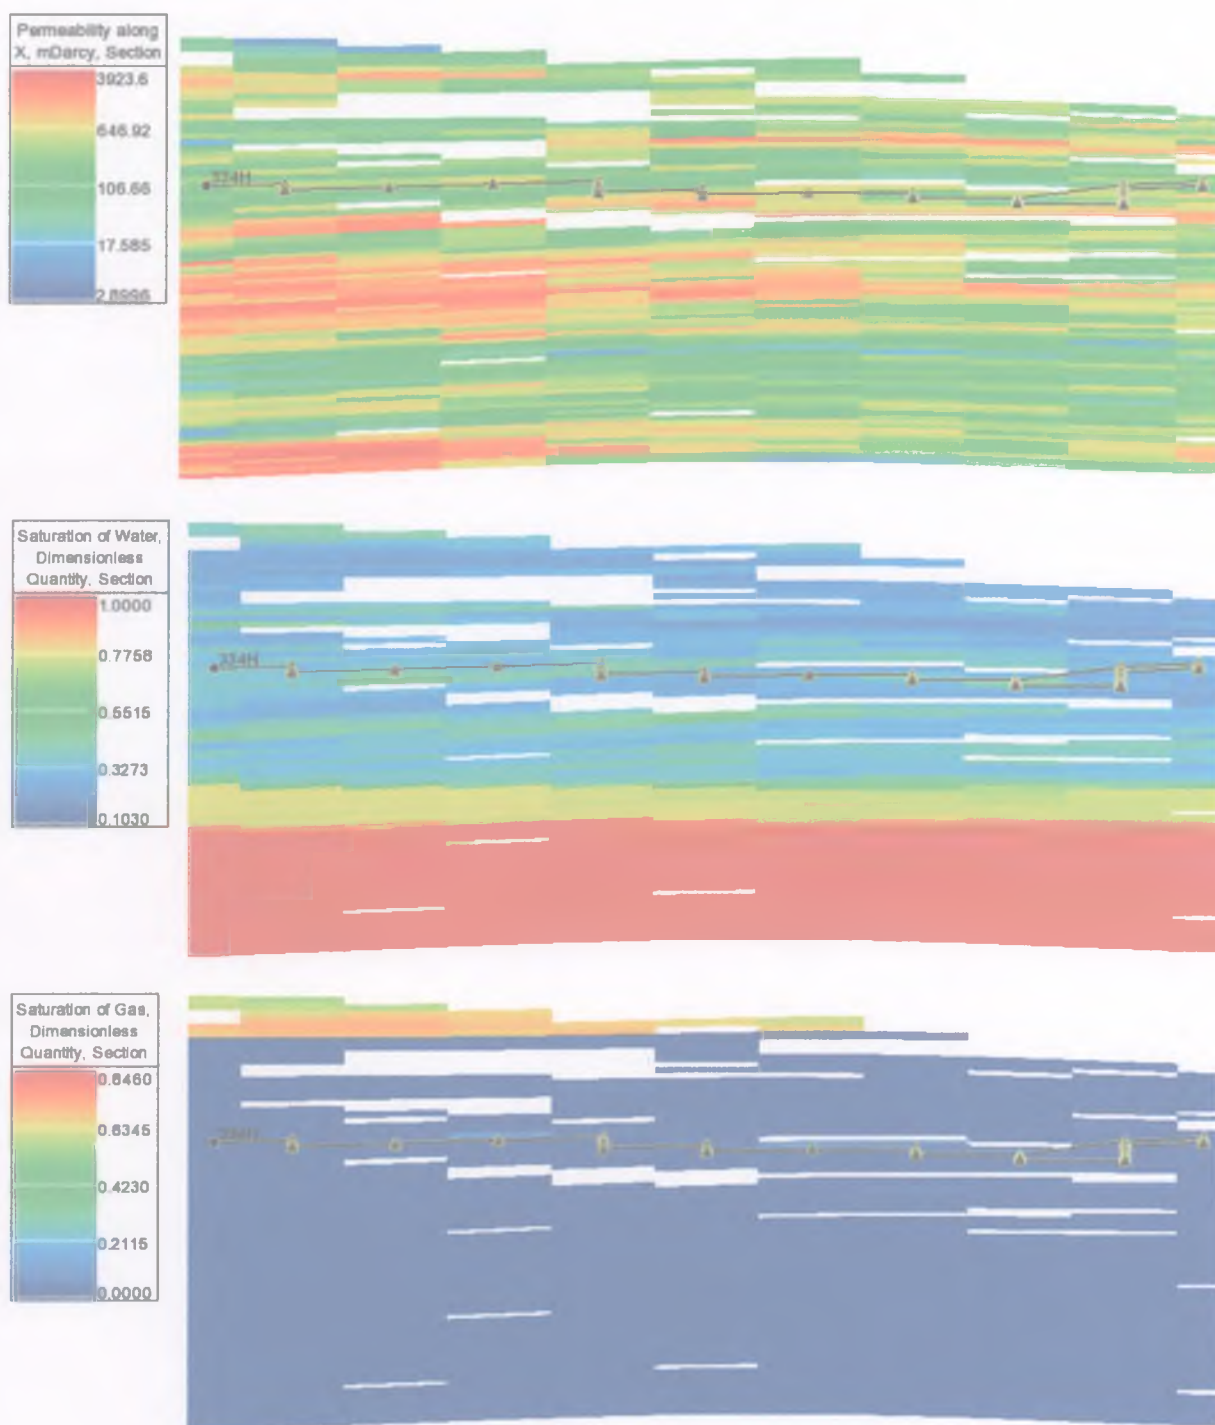 Permeability along
X, mDarcy, Section
3923.6
646.92
106.66
17.585
2.8996
324H
Saturation of Water,
Dimensionless
Quantity, Section
1.0000
0.7758
0.5515
0.3273
0.1030
334H
Saturation of Gas,
Dimensionless
Quantity, Section
0.8460
0.6345
0.4230
0.2115
0.0000